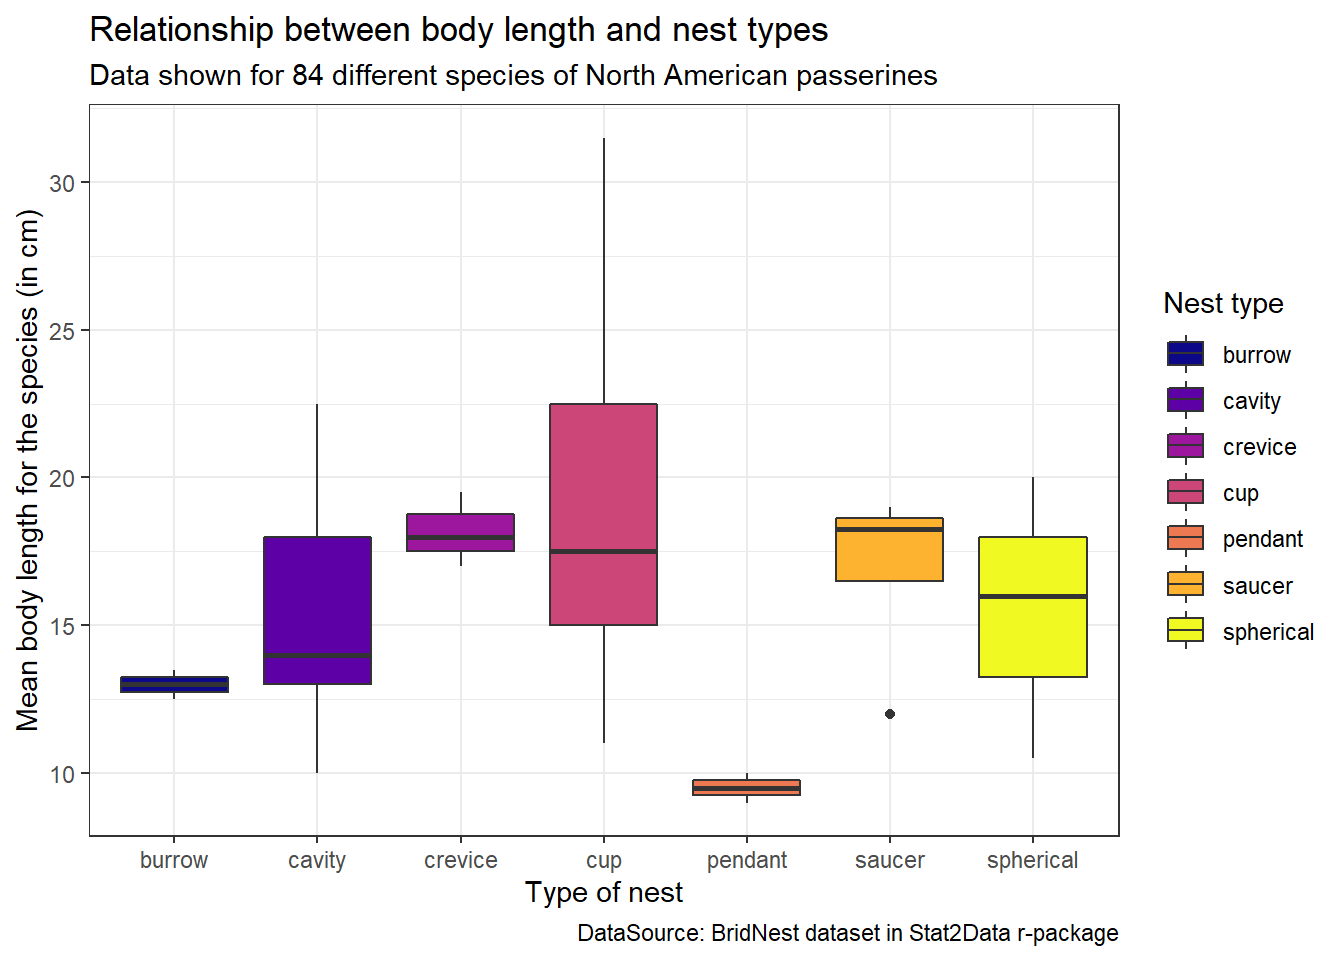 Relationship between body length and nest types
Data shown for 84 different species of North American passerines
Mean body length for the species (in cm)
30
25
20
15
10
burrow
cavity
crevice
cup
pendant
saucer
spherical
Type of nest
DataSource: BridNest dataset in Stat2Data r-package
Nest type
burrow
cavity
crevice
cup
pendant
saucer
spherical